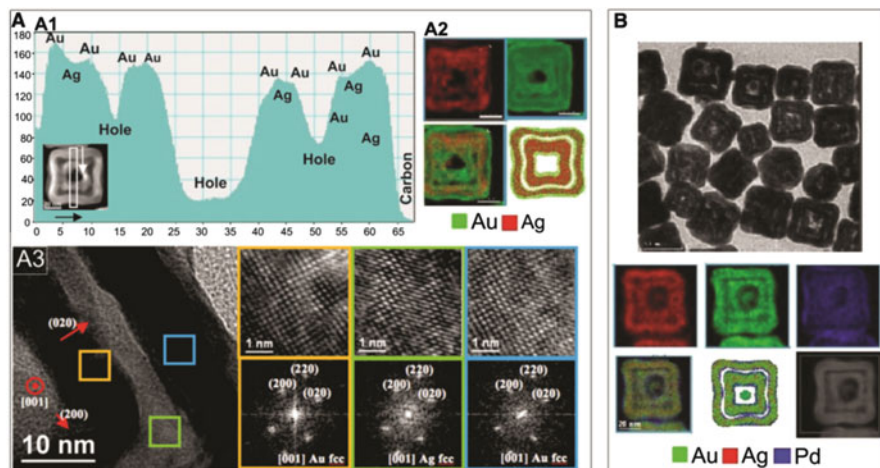 A
A1
180
160
140
120
100
80
60
40
20
0
Au
Ag
Au
Au Au
Hole
Hole
Au Au
Ag
Hole
Au Au
Ag
Au
Ag
Carbon
0 5 10 15 20 25 30 35 40 45 50 55 60 65
A2
Au Ag
A3
(020)
[001]
(200)
10 nm
1 nm
1 nm
1 nm
(220)
(200) (020)
[001] Au fcc
(220)
(200) (020)
[001] Ag fcc
(220)
(200) (020)
[001] Au fcc
B
20 nm
Au Ag Pd